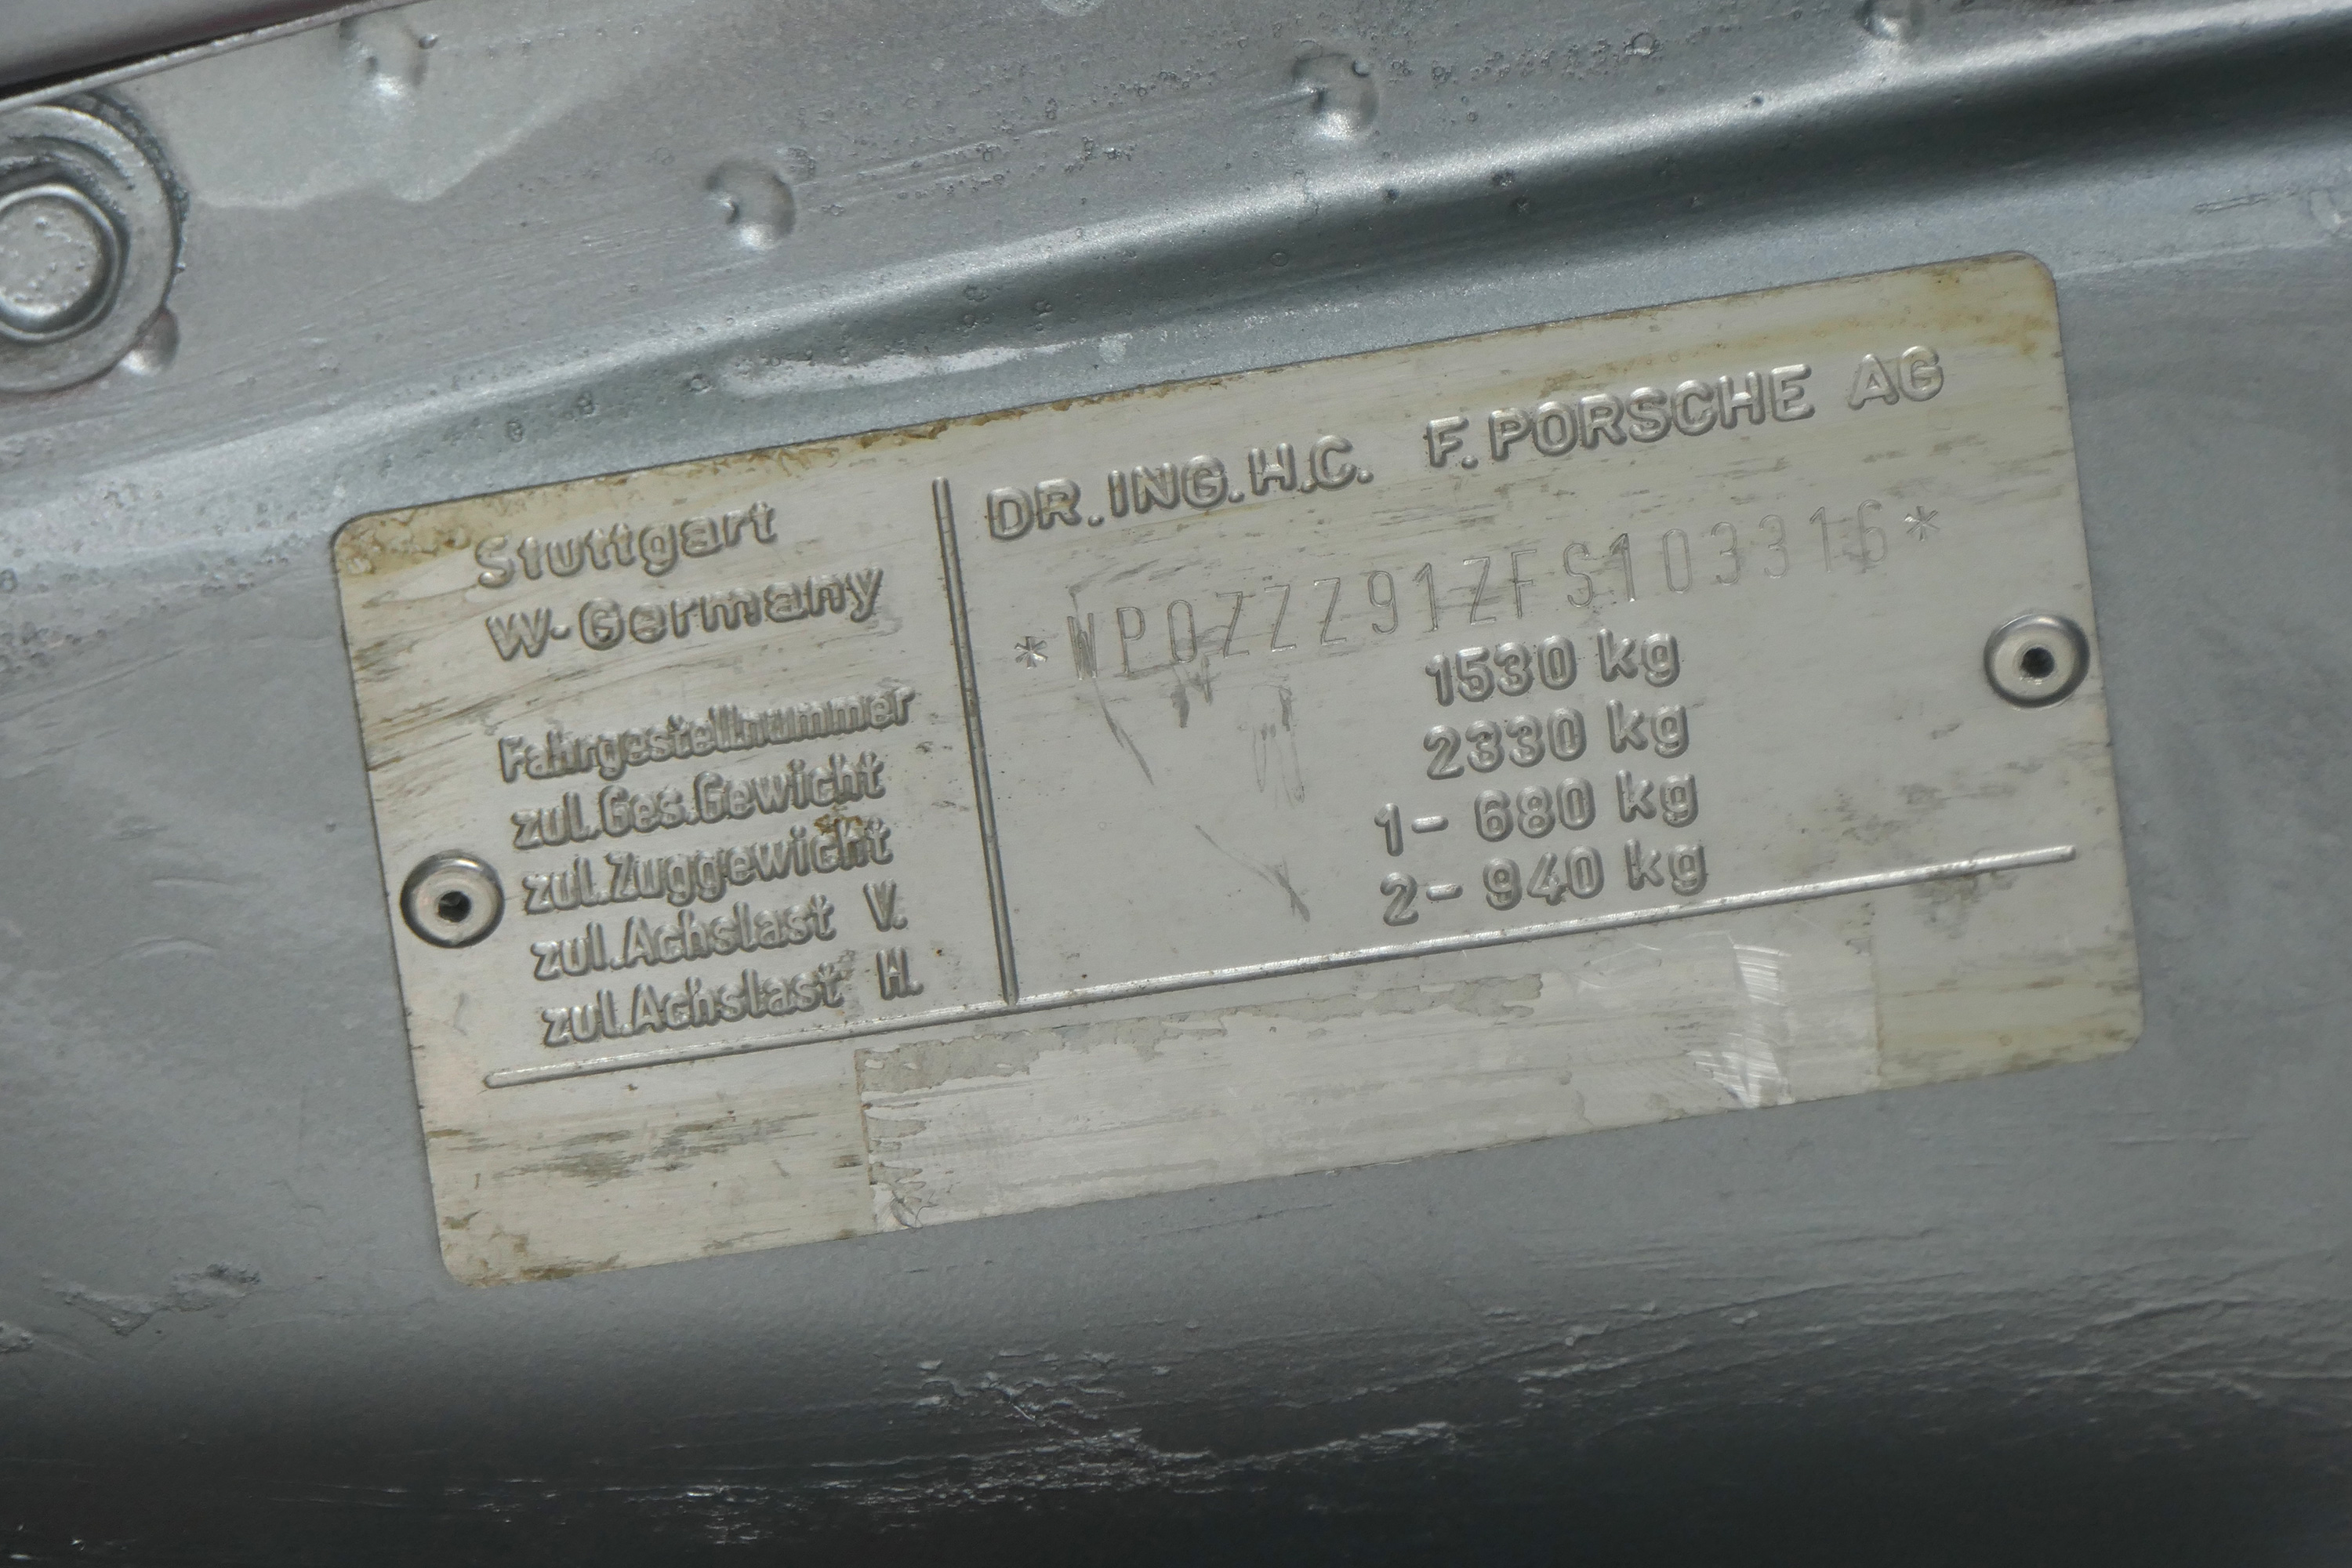 Stuttgart
W-Germany
DR.ING.H.C. F.PORSCHE AG
*WP0ZZZ91ZFS103316*
Fahrgestellnummer
zul.Ges.Gewicht 1530 kg
zul.Zuggewicht 2330 kg
zul.Achslast V. 1- 680 kg
zul.Achslast H. 2- 940 kg